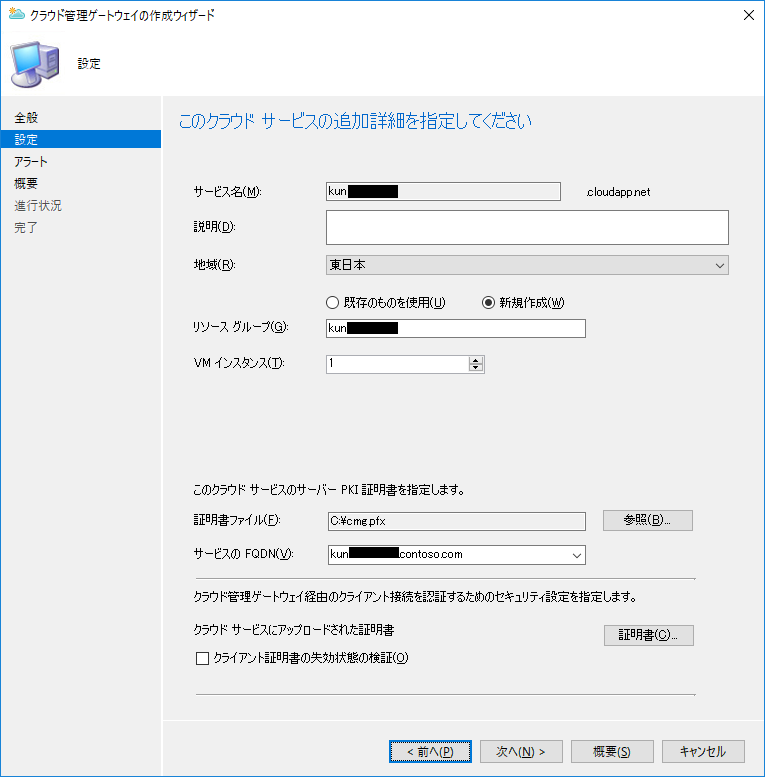 クラウド管理ゲートウェイの作成ウィザード
設定
全般
設定
アラート
概要
進行状況
完了
このクラウド サービスの追加詳細を指定してください
サービス名(M): kun .cloudapp.net
説明(D):
地域(R): 東日本
既存のものを使用(U) 新規作成(W)
リソース グループ(G): kun
VM インスタンス(T): 1
このクラウド サービスのサーバー PKI 証明書を指定します。
証明書ファイル(F): C:¥cmg.pfx 参照(B)...
サービスの FQDN(V): kun .contoso.com
クラウド管理ゲートウェイ経由のクライアント接続を認証するためのセキュリティ設定を指定します。
クラウド サービスにアップロードされた証明書 証明書(C)...
クライアント証明書の失効状態の検証(O)
< 前へ(P) 次へ(N) > 概要(S) キャンセル